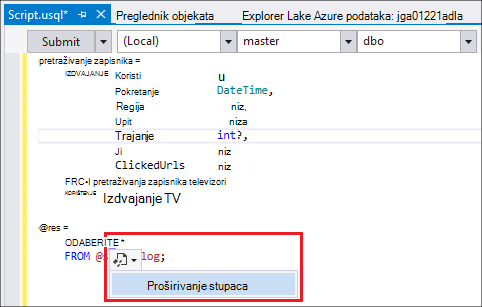 Script.usql* Preglednik objekata Explorer Lake Azure podataka: jga01221adla
Submit (Local) master dbo
pretraživanje zapisnika =
IZDVAJANJE Koristi u
Pokretanje DateTime,
Regija niz,
Upit niza
Trajanje int?,
Ji niz
ClickedUrls niz
FRC-I pretraživanja zapisnika televizori
KORIŠTENJE Izdvajanje TV
@res =
ODABERITE *
FROM @s log;
Proširivanje stupaca